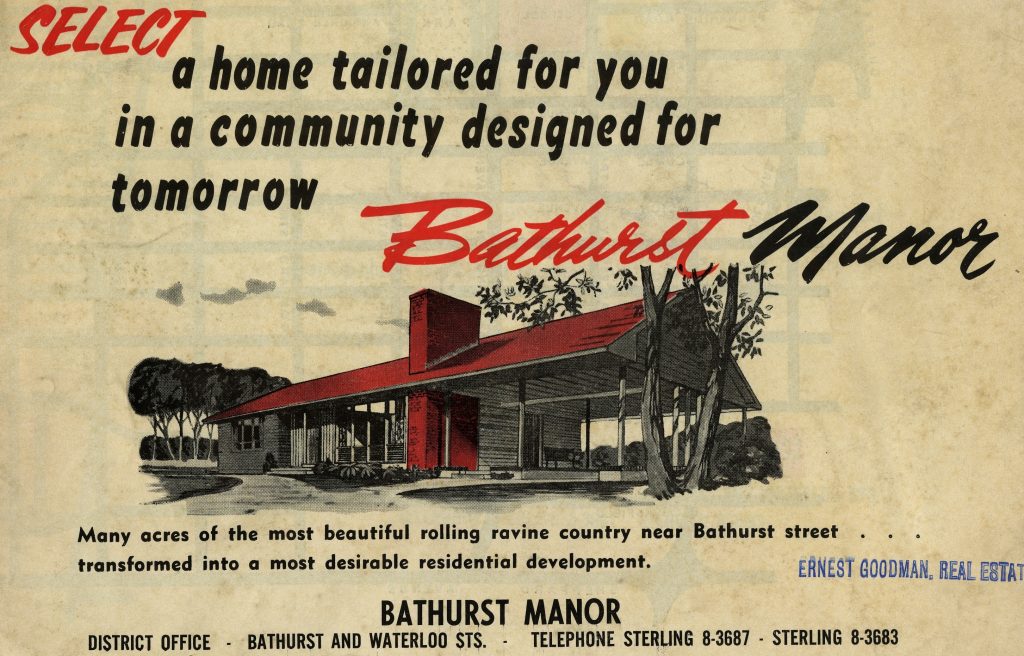 SELECT
a home tailored for you
in a community designed for
tomorrow
Bathurst Manor
Many acres of the most beautiful rolling ravine country near Bathurst street . . .
transformed into a most desirable residential development.
ERNEST GOODMAN, REAL ESTAT
BATHURST MANOR
DISTRICT OFFICE - BATHURST AND WATERLOO STS. - TELEPHONE STERLING 8-3687 - STERLING 8-3683